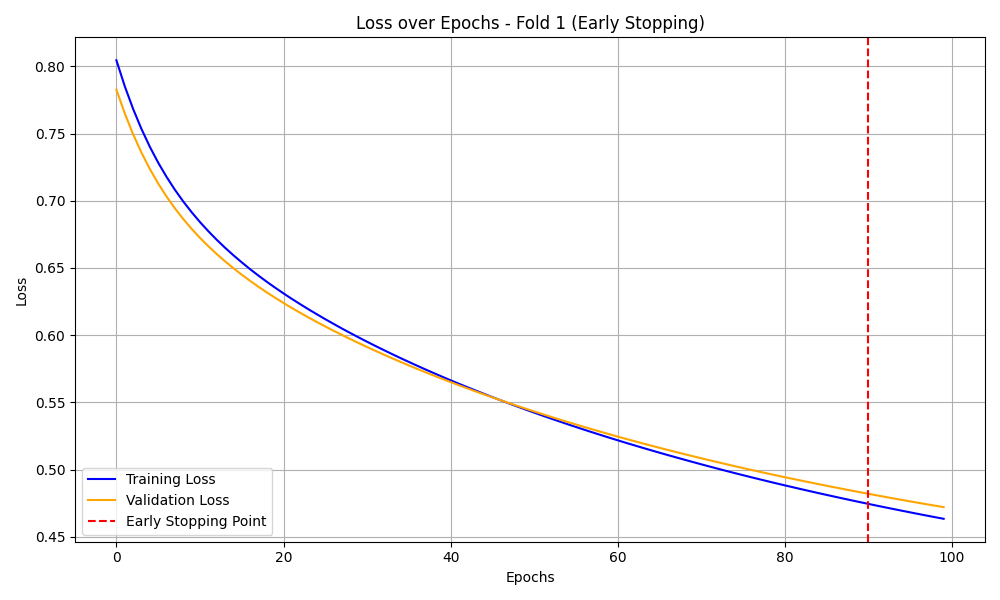 Loss over Epochs - Fold 1 (Early Stopping)
Loss
0.80
0.75
0.70
0.65
0.60
0.55
0.50
0.45
Training Loss
Validation Loss
Early Stopping Point
0 20 40 60 80 100
Epochs